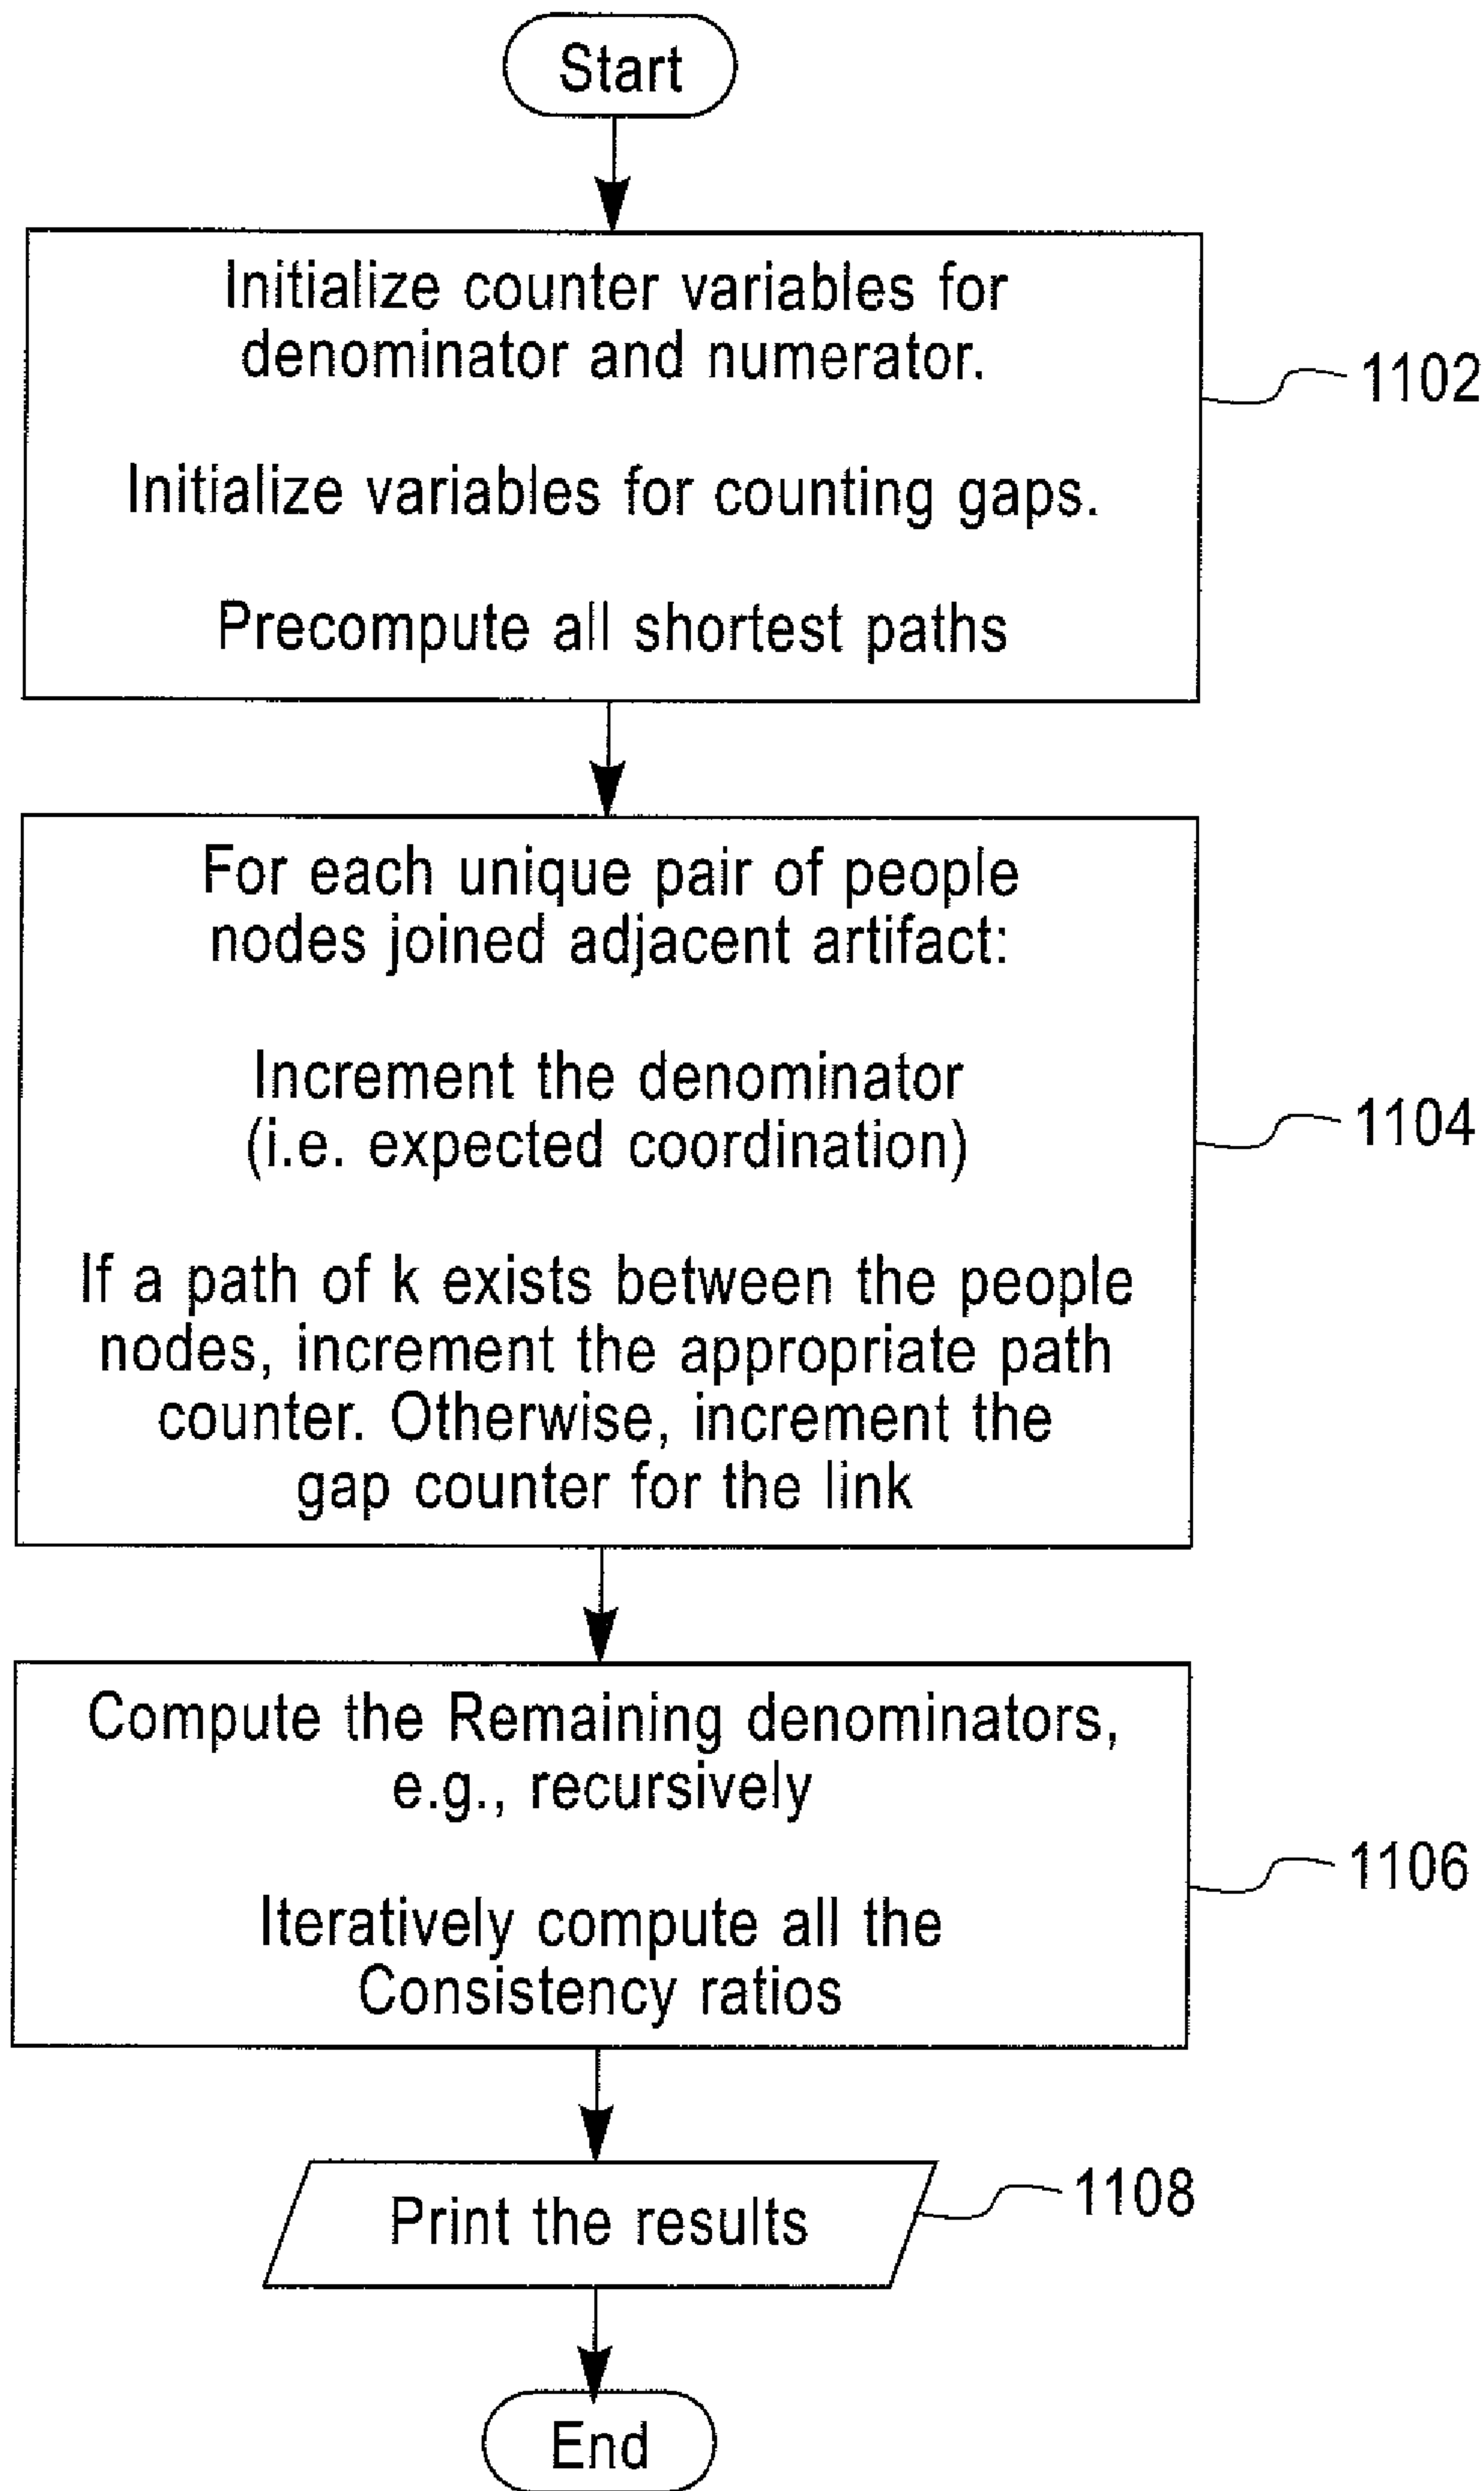 Start
Initialize counter variables for
denominator and numerator.
Initialize variables for counting gaps.
Precompute all shortest paths
1102
For each unique pair of people
nodes joined adjacent artifact:
Increment the denominator
(i.e. expected coordination)
If a path of k exists between the people
nodes, increment the appropriate path
counter. Otherwise, increment the
gap counter for the link
1104
Compute the Remaining denominators,
e.g., recursively
Iteratively compute all the
Consistency ratios
1106
Print the results
1108
End